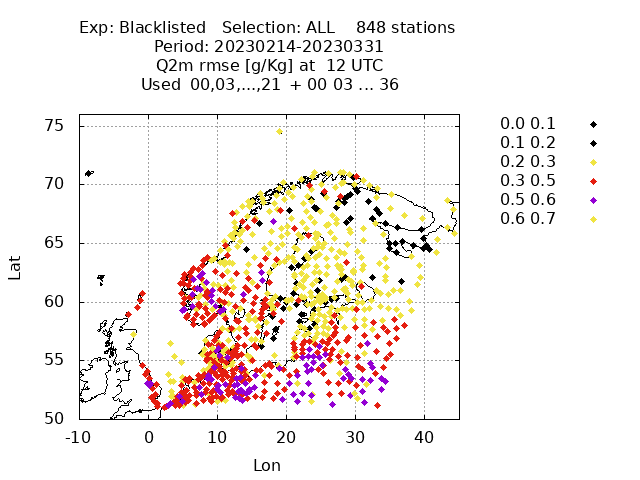 Exp: Blacklisted Selection: ALL 848 stations
Period: 20230214-20230331
Q2m rmse [g/Kg] at 12 UTC
Used 00,03,...,21 + 00 03 ... 36
75
70
65
60
55
50
-10 0 10 20 30 40
Lat
Lon
0.0 0.1
0.1 0.2
0.2 0.3
0.3 0.5
0.5 0.6
0.6 0.7